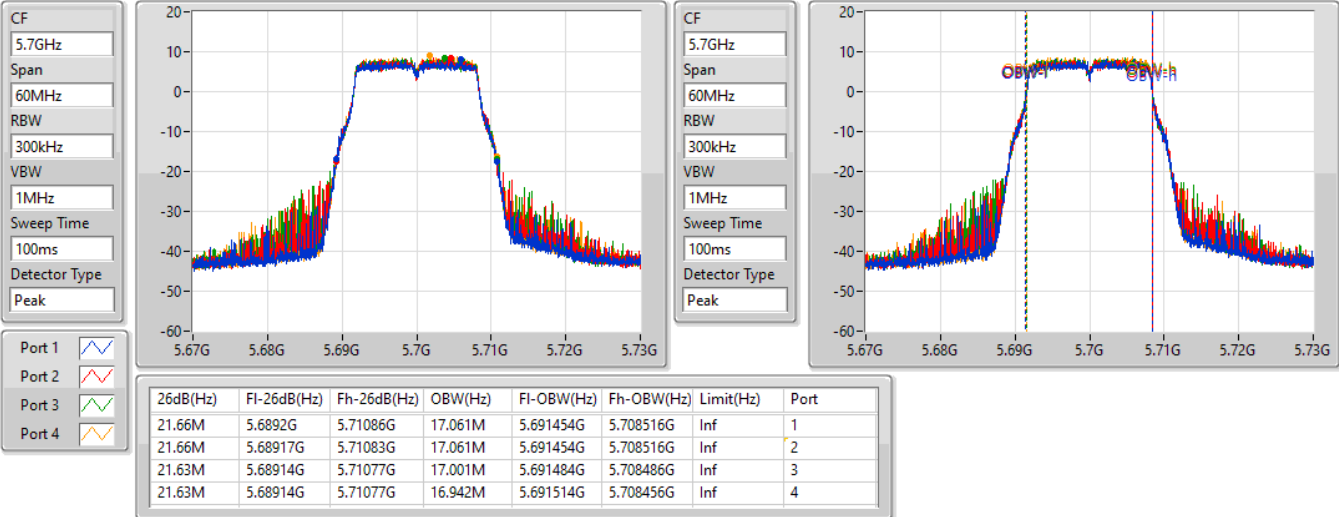 CF
5.7GHz
Span
60MHz
RBW
300kHz
VBW
1MHz
Sweep Time
100ms
Detector Type
Peak
20
10
0
-10
-20
-30
-40
-50
-60
5.67G 5.68G 5.69G 5.7G 5.71G 5.72G 5.73G
CF
5.7GHz
Span
60MHz
RBW
300kHz
VBW
1MHz
Sweep Time
100ms
Detector Type
Peak
20
10
0
-10
-20
-30
-40
-50
-60
OBW-l OBW-h
5.67G 5.68G 5.69G 5.7G 5.71G 5.72G 5.73G
Port 1
Port 2
Port 3
Port 4
26dB(Hz) Fl-26dB(Hz) Fh-26dB(Hz) OBW(Hz) Fl-OBW(Hz) Fh-OBW(Hz) Limit(Hz) Port
21.66M 5.6892G 5.71086G 17.061M 5.691454G 5.708516G Inf 1
21.66M 5.68917G 5.71083G 17.061M 5.691454G 5.708516G Inf 2
21.63M 5.68914G 5.71077G 17.001M 5.691484G 5.708486G Inf 3
21.63M 5.68914G 5.71077G 16.942M 5.691514G 5.708456G Inf 4